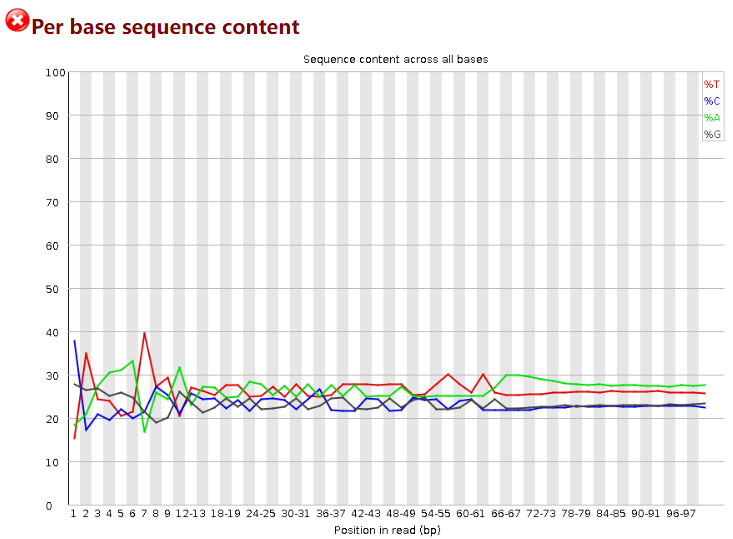 Per base sequence content
Sequence content across all bases
%T
%C
%A
%G
100
90
80
70
60
50
40
30
20
10
0
1 2 3 4 5 6 7 8 9 12-13 18-19 24-25 30-31 36-37 42-43 48-49 54-55 60-61 66-67 72-73 78-79 84-85 90-91 96-97
Position in read (bp)